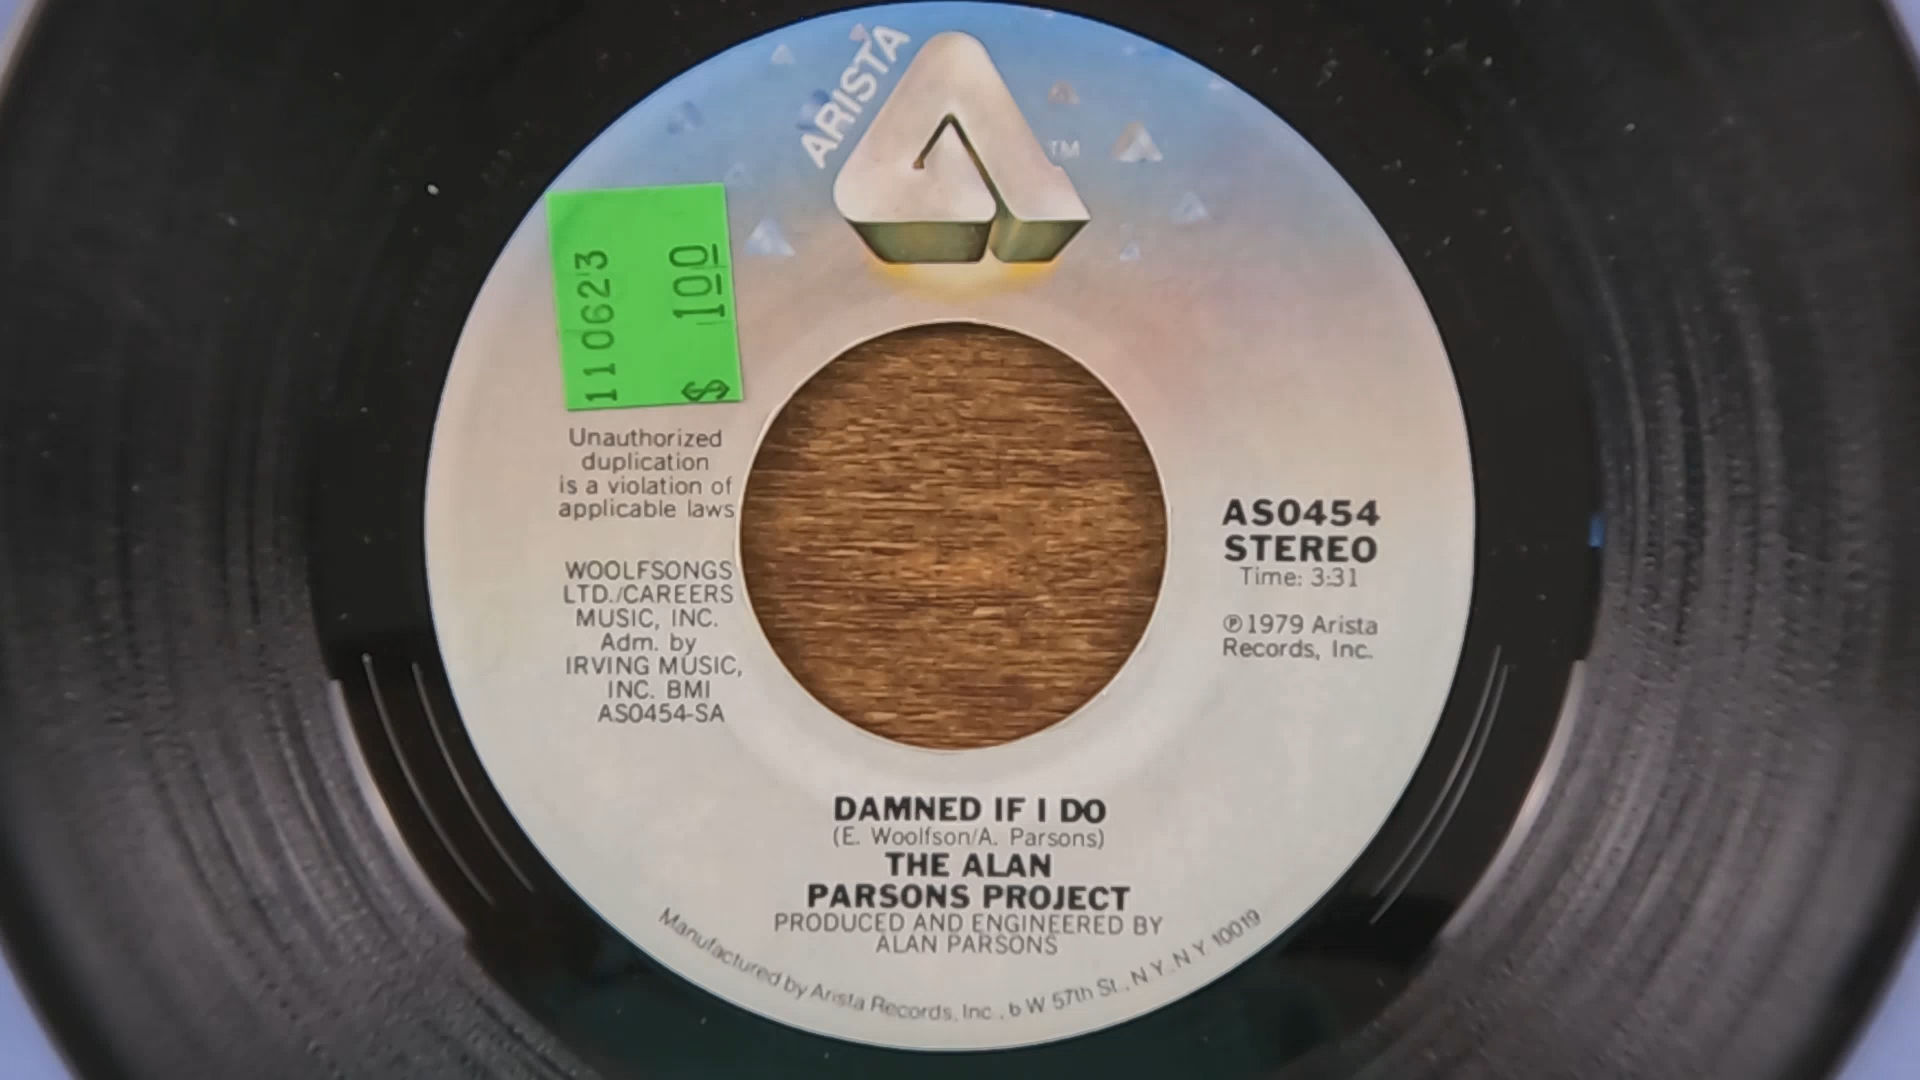 ARISTA
TM
110623
$ 1.00
Unauthorized
duplication
is a violation of
applicable laws
WOOLFSONGS
LTD./CAREERS
MUSIC, INC.
Adm. by
IRVING MUSIC,
INC. BMI
AS0454-SA
AS0454
STEREO
Time: 3:31
℗1979 Arista
Records, Inc.
DAMNED IF I DO
(E. Woolfson/A. Parsons)
THE ALAN
PARSONS PROJECT
PRODUCED AND ENGINEERED BY
ALAN PARSONS
Manufactured by Arista Records, Inc., 6 W 57th St., N.Y., N.Y. 10019